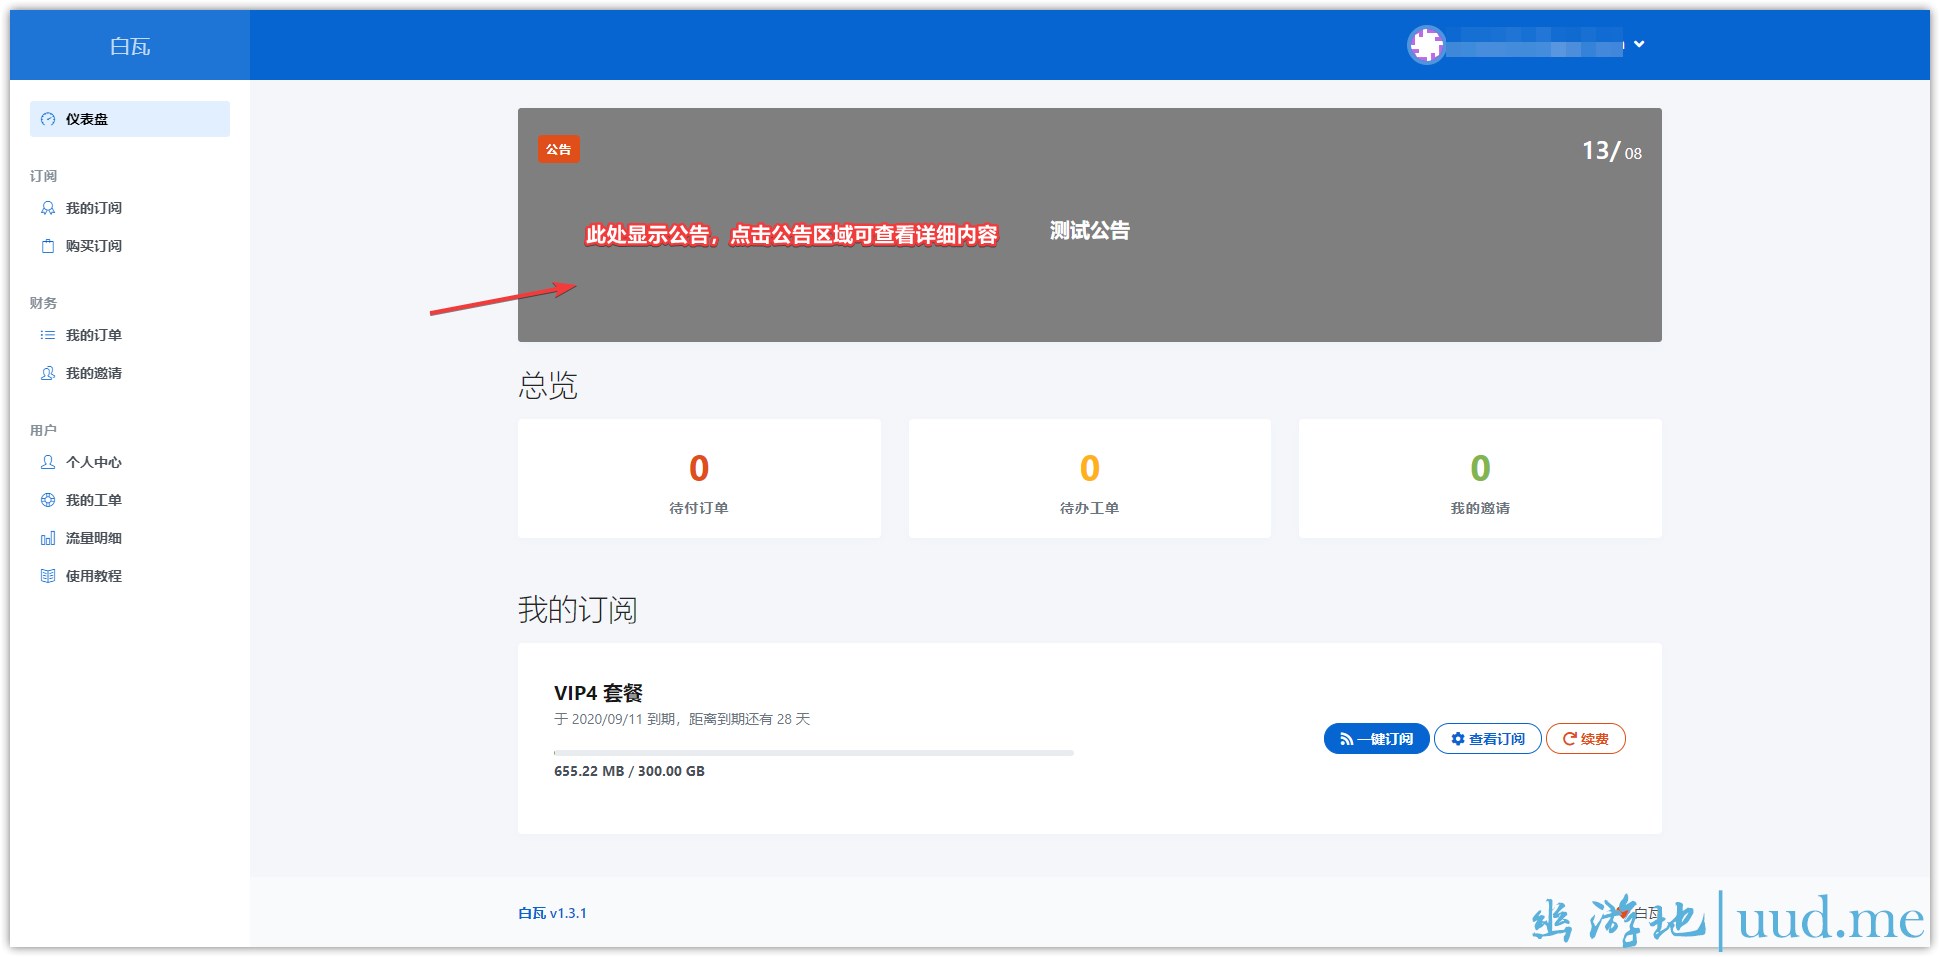 白瓦
仪表盘
订阅
我的订阅
购买订阅
财务
我的订单
我的邀请
用户
个人中心
我的工单
流量明细
使用教程
公告
13/ 08
此处显示公告，点击公告区域可查看详细内容
测试公告
总览
0
待付订单
0
待办工单
0
我的邀请
我的订阅
VIP4 套餐
于 2020/09/11 到期，距离到期还有 28 天
655.22 MB / 300.00 GB
一键订阅
查看订阅
续费
白瓦 v1.3.1
白瓦
幽游地|uud.me